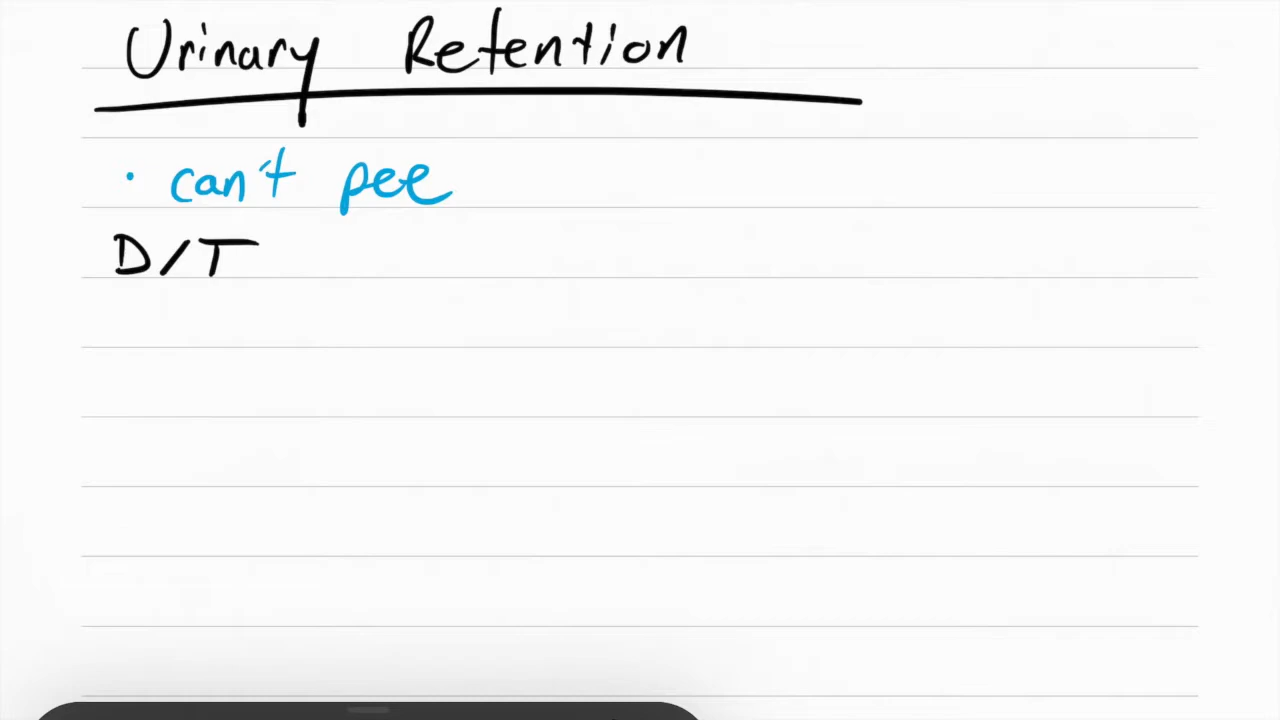 Urinary Retention
• can't pee
D/T